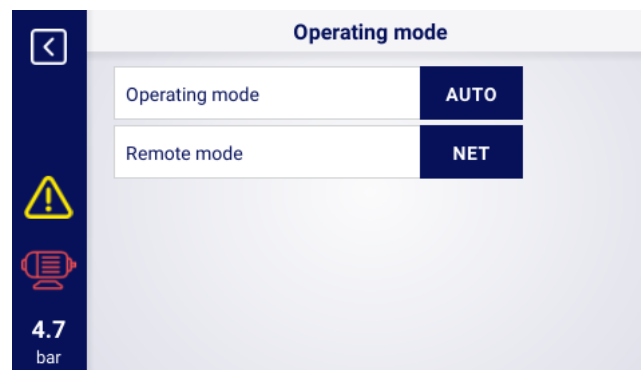 Operating mode
Operating mode AUTO
Remote mode NET
4.7
bar